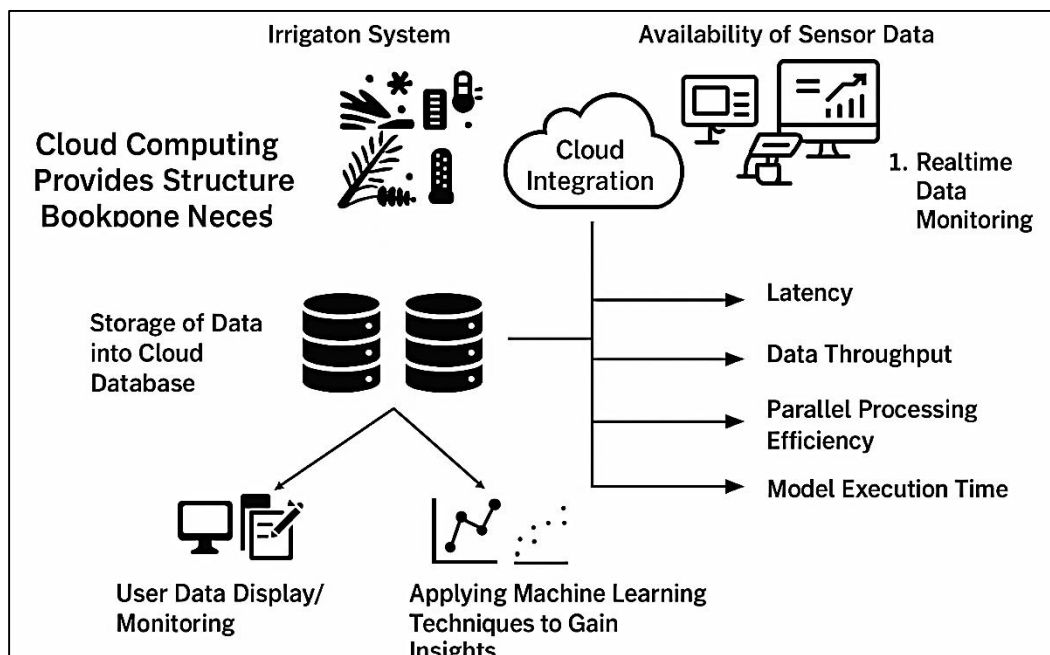 Irrigaton System
Availability of Sensor Data
Cloud Computing
Provides Structure
Bookpone Neces
Cloud
Integration
1. Realtime
Data
Monitoring
Storage of Data
into Cloud
Database
Latency
Data Throughput
Parallel Processing
Efficiency
Model Execution Time
User Data Display/
Monitoring
Applying Machine Learning
Techniques to Gain
Insights